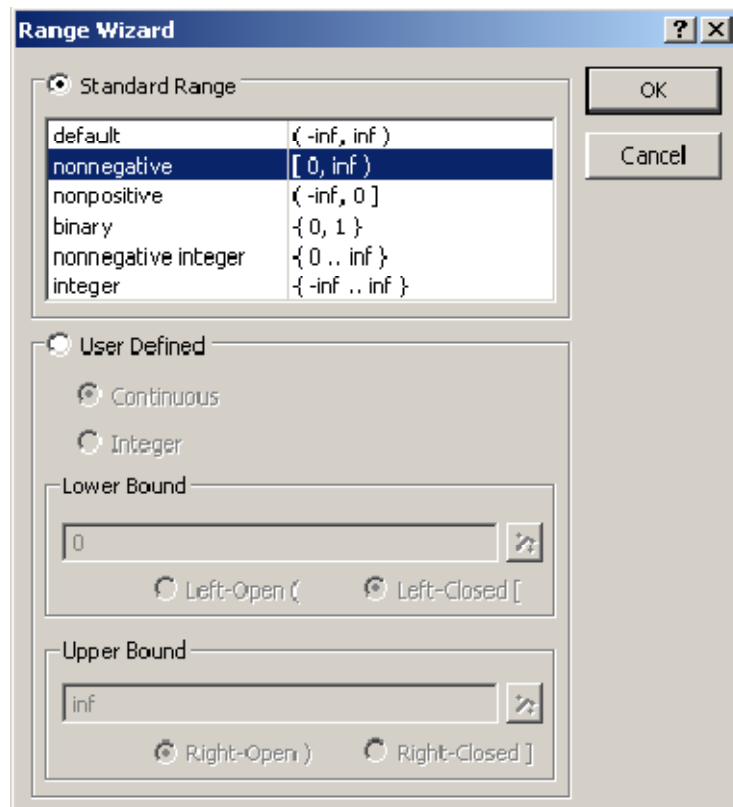 Range Wizard
Standard Range
OK
default ( -inf, inf )
nonnegative [ 0, inf )
Cancel
nonpositive ( -inf, 0 ]
binary { 0, 1 }
nonnegative integer { 0 .. inf }
integer { -inf .. inf }
User Defined
Continuous
Integer
Lower Bound
0
Left-Open ( Left-Closed [
Upper Bound
inf
Right-Open ) Right-Closed ]